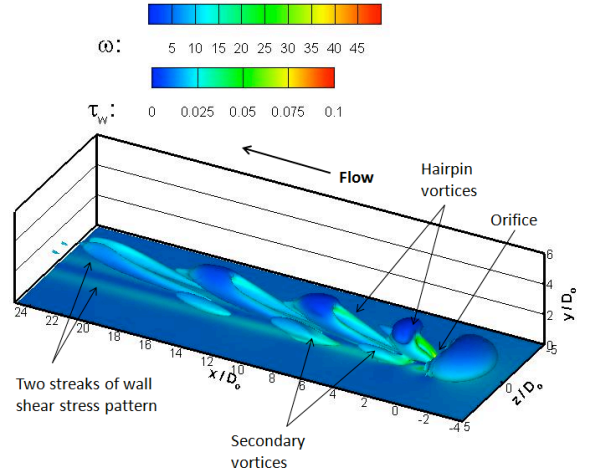 5 10 15 20 25 30 35 40 45
ω:
0 0.025 0.05 0.075 0.1
τw:
Flow
Hairpin
vortices
Orifice
6
4
2
0
y/Do
-5
0
5
z/Do
24
22
20
18
16
14
12
10
8
6
4
2
0
-2
-4
x/Do
Two streaks of wall
shear stress pattern
Secondary
vortices